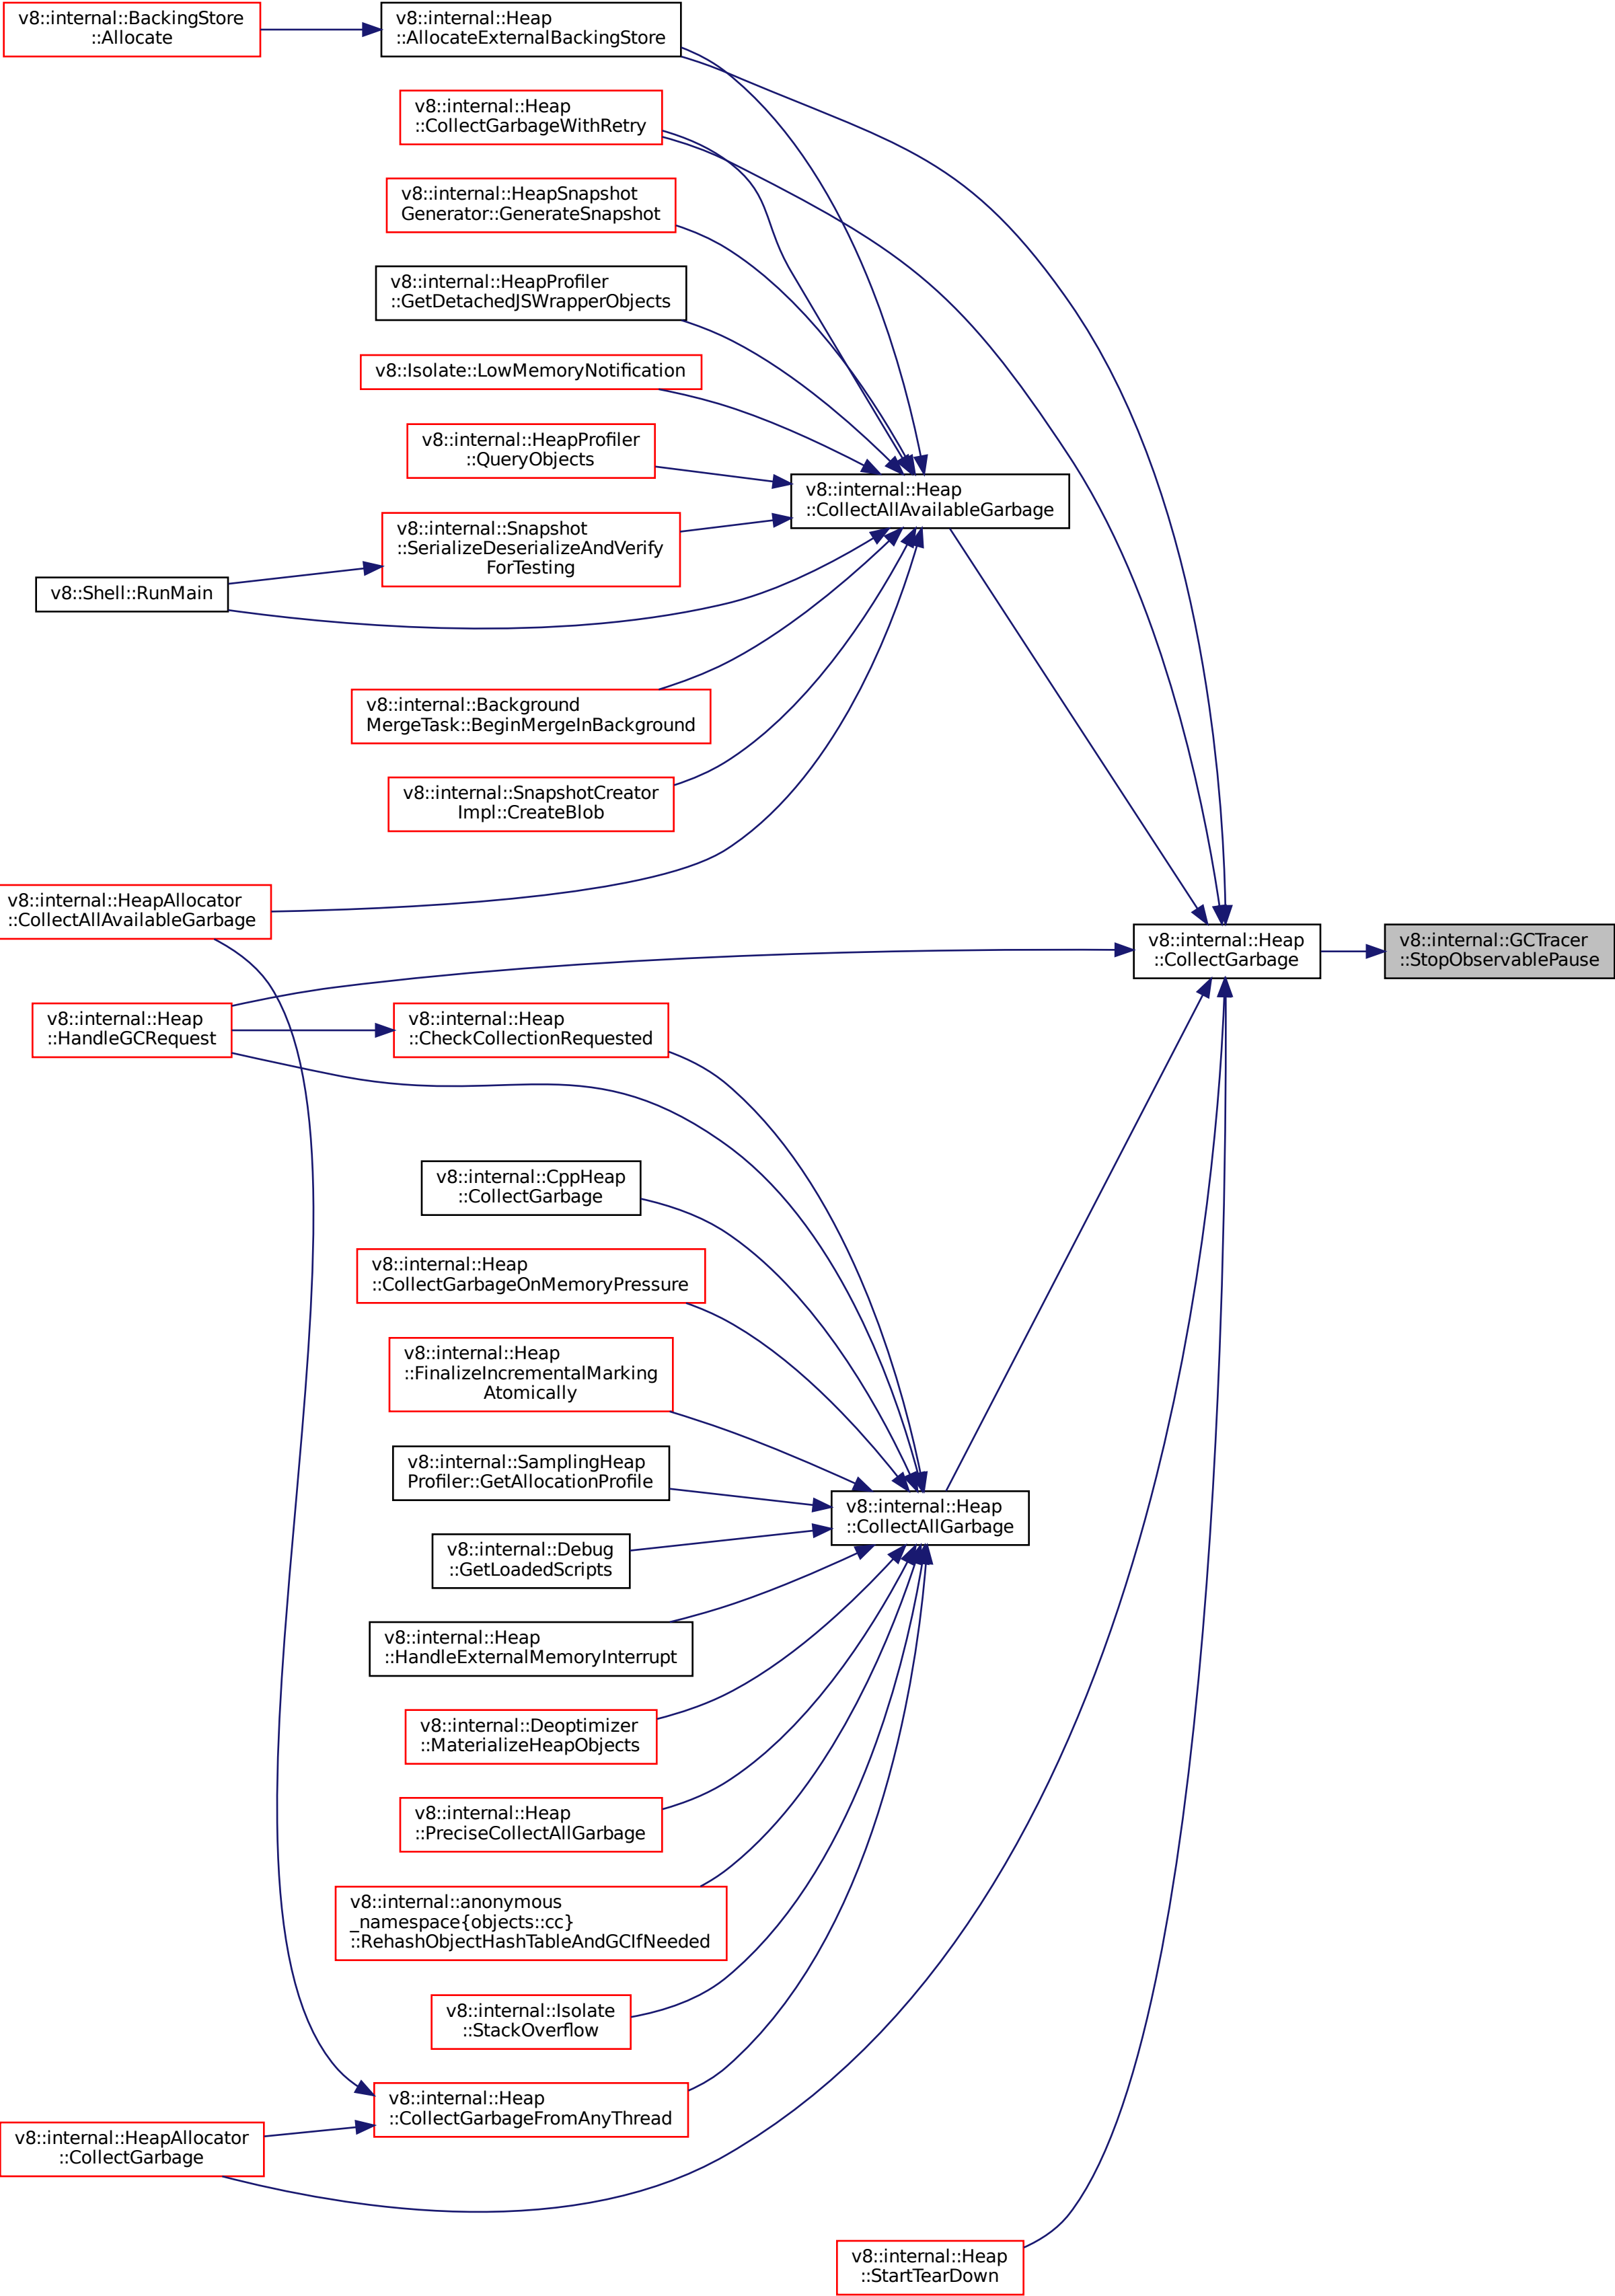 v8::internal::BackingStore
::Allocate
v8::internal::Heap
::AllocateExternalBackingStore
v8::internal::Heap
::CollectGarbageWithRetry
v8::internal::HeapSnapshot
Generator::GenerateSnapshot
v8::internal::HeapProfiler
::GetDetachedJSWrapperObjects
v8::Isolate::LowMemoryNotification
v8::internal::HeapProfiler
::QueryObjects
v8::internal::Heap
::CollectAllAvailableGarbage
v8::internal::Snapshot
::SerializeDeserializeAndVerify
ForTesting
v8::Shell::RunMain
v8::internal::Background
MergeTask::BeginMergeInBackground
v8::internal::SnapshotCreator
Impl::CreateBlob
v8::internal::HeapAllocator
::CollectAllAvailableGarbage
v8::internal::Heap
::CollectGarbage
v8::internal::GCTracer
::StopObservablePause
v8::internal::Heap
::HandleGCRequest
v8::internal::Heap
::CheckCollectionRequested
v8::internal::CppHeap
::CollectGarbage
v8::internal::Heap
::CollectGarbageOnMemoryPressure
v8::internal::Heap
::FinalizeIncrementalMarking
Atomically
v8::internal::SamplingHeap
Profiler::GetAllocationProfile
v8::internal::Heap
::CollectAllGarbage
v8::internal::Debug
::GetLoadedScripts
v8::internal::Heap
::HandleExternalMemoryInterrupt
v8::internal::Deoptimizer
::MaterializeHeapObjects
v8::internal::Heap
::PreciseCollectAllGarbage
v8::internal::anonymous
_namespace{objects::cc}
::RehashObjectHashTableAndGCIfNeeded
v8::internal::Isolate
::StackOverflow
v8::internal::Heap
::CollectGarbageFromAnyThread
v8::internal::HeapAllocator
::CollectGarbage
v8::internal::Heap
::StartTearDown